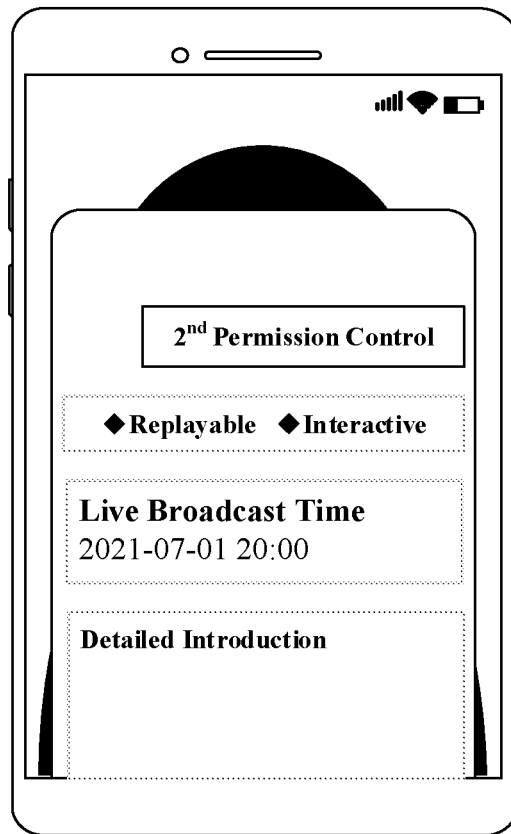 2nd Permission Control
◆Replayable ◆Interactive
Live Broadcast Time
2021-07-01 20:00
Detailed Introduction